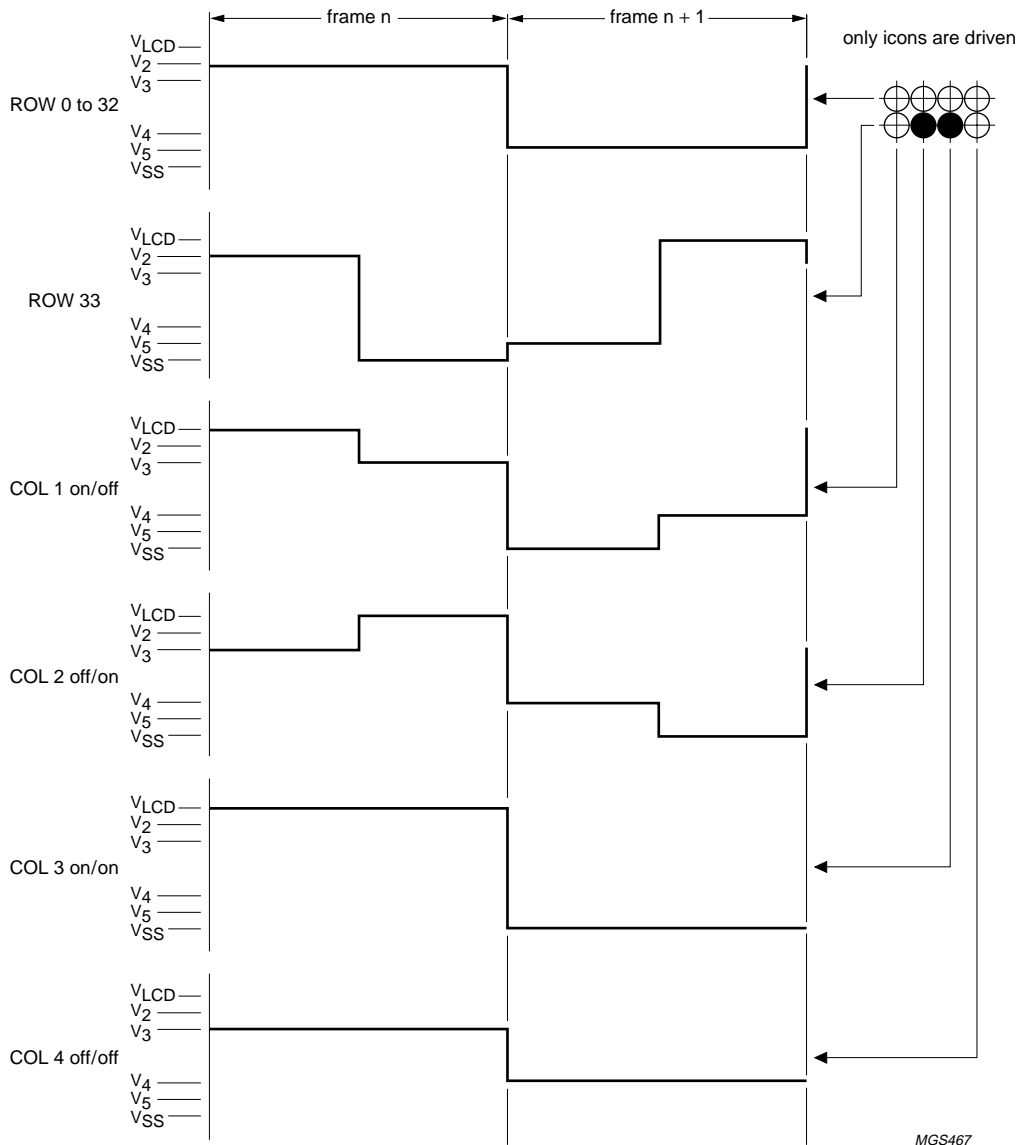 frame n
frame n + 1
only icons are driven
VLCD
V2
V3
ROW 0 to 32
V4
V5
VSS
VLCD
V2
V3
ROW 33
V4
V5
VSS
VLCD
V2
V3
COL 1 on/off
V4
V5
VSS
VLCD
V2
V3
COL 2 off/on
V4
V5
VSS
VLCD
V2
V3
COL 3 on/on
V4
V5
VSS
VLCD
V2
V3
COL 4 off/off
V4
V5
VSS
MGS467